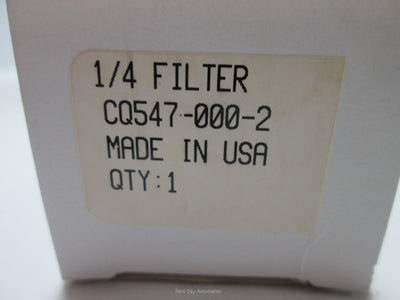 1/4 FILTER
CQ547-000-2
MADE IN USA
QTY:1
Next Day Automation